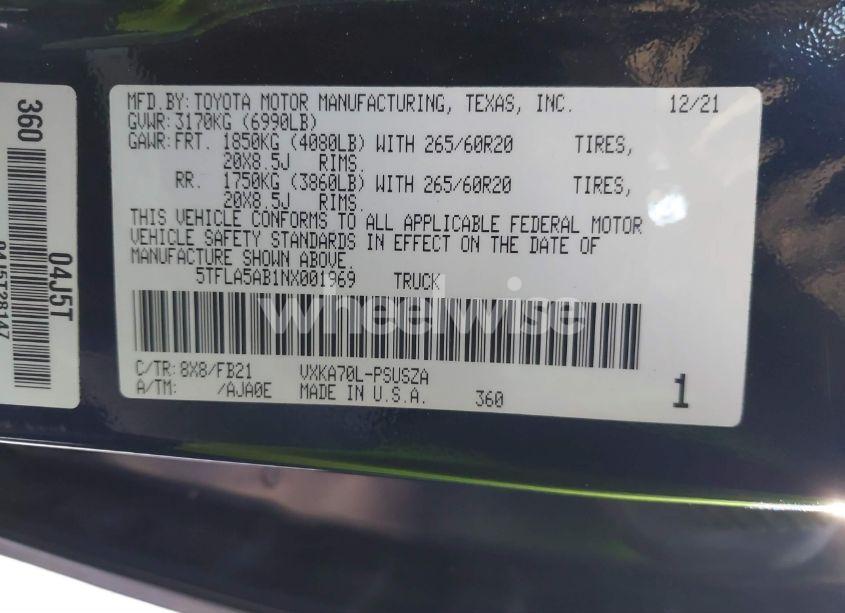 360
04J5T
04J5T28147
MFD.BY:TOYOTA MOTOR MANUFACTURING, TEXAS, INC. 12/21
GVWR:3170KG (6990LB)
GAWR:FRT. 1850KG (4080LB) WITH 265/60R20 TIRES,
20X8.5J RIMS.
RR. 1750KG (3860LB) WITH 265/60R20 TIRES,
20X8.5J RIMS.
THIS VEHICLE CONFORMS TO ALL APPLICABLE FEDERAL MOTOR
VEHICLE SAFETY STANDARDS IN EFFECT ON THE DATE OF
MANUFACTURE SHOWN ABOVE.
5TFLA5AB1NX001969 TRUCK
wheelwise
C/TR:8X8/FB21 VXKA70L-PSUSZA
A/TM: /AJA0E MADE IN U.S.A. 360 1